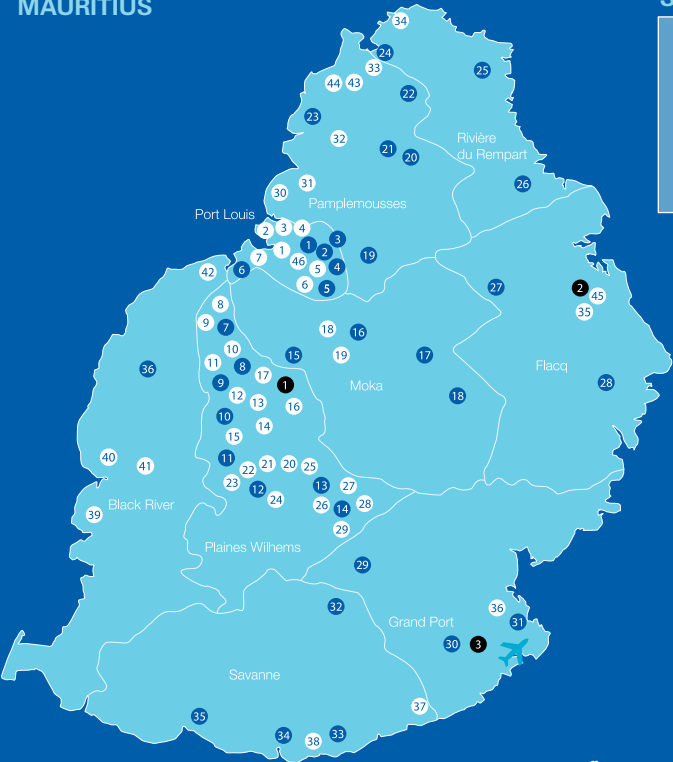 MAURITIUS
S
34
24
33
25
44 43
22
23
32
21
20
Rivière
du Rempart
31
30
26
Pamplemousses
Port Louis
2 3 4
1 3
1 2
7 46 5 4
19
42 6
6 5
27
2
45
35
8
9 7
18 16
10
15 19 17
11 8
36
17
Flacq
9 1
Moka
28
12 13 16
18
10
14
15
40
41
11
22 21 20 25
23
12
13 27
24
26 14 28
Black River
39
29
Plaines Wilhems
29
32
36
Grand Port
31
30 3
Savanne
37
35
34 38 33